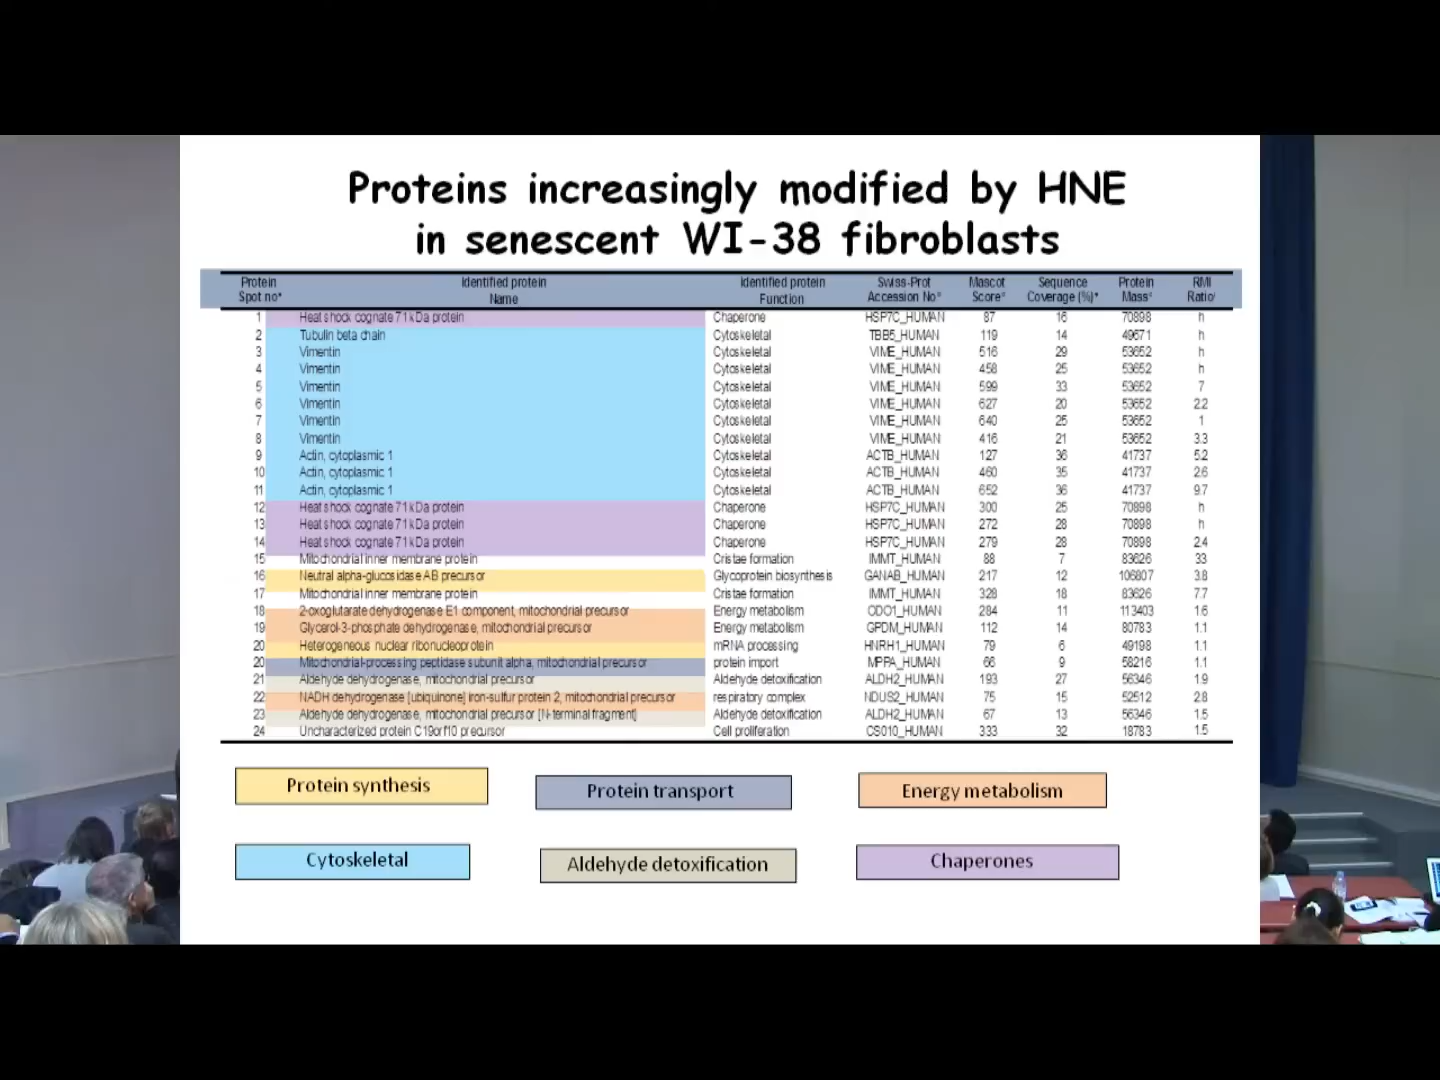 Proteins increasingly modified by HNE
in senescent WI-38 fibroblasts
Protein Spot no* Identified protein Name Identified protein Function Swiss-Prot Accession No Mascot Score Sequence Coverage (%) Protein Mass RMI Ratio
1 Heat shock cognate 71 kDa protein Chaperone HSP7C_HUMAN 87 16 70898 h
2 Tubulin beta chain Cytoskeletal TBB5_HUMAN 119 14 49671 h
3 Vimentin Cytoskeletal VIME_HUMAN 516 29 53652 h
4 Vimentin Cytoskeletal VIME_HUMAN 458 25 53652 h
5 Vimentin Cytoskeletal VIME_HUMAN 599 33 53652 7
6 Vimentin Cytoskeletal VIME_HUMAN 627 20 53652 2.2
7 Vimentin Cytoskeletal VIME_HUMAN 640 25 53652 1
8 Vimentin Cytoskeletal VIME_HUMAN 416 21 53652 3.3
9 Actin, cytoplasmic 1 Cytoskeletal ACTB_HUMAN 127 36 41737 5.2
10 Actin, cytoplasmic 1 Cytoskeletal ACTB_HUMAN 460 35 41737 2.6
11 Actin, cytoplasmic 1 Cytoskeletal ACTB_HUMAN 652 36 41737 9.7
12 Heat shock cognate 71 kDa protein Chaperone HSP7C_HUMAN 300 25 70898 h
13 Heat shock cognate 71 kDa protein Chaperone HSP7C_HUMAN 272 28 70898 h
14 Heat shock cognate 71 kDa protein Chaperone HSP7C_HUMAN 279 28 70898 2.4
15 Mitochondrial inner membrane protein Cristae formation IMMT_HUMAN 88 7 83626 33
16 Neutral alpha-glucosidase AB precursor Glycoprotein biosynthesis GANAB_HUMAN 217 12 106807 3.8
17 Mitochondrial inner membrane protein Cristae formation IMMT_HUMAN 328 18 83626 7.7
18 2-oxoglutarate dehydrogenase E1 component, mitochondrial precursor Energy metabolism ODO1_HUMAN 284 11 113403 1.6
19 Glycerol-3-phosphate dehydrogenase, mitochondrial precursor Energy metabolism GPDM_HUMAN 112 14 80783 1.1
20 Heterogeneous nuclear ribonucleoprotein mRNA processing HNRH1_HUMAN 79 6 49198 1.1
20 Mitochondrial-processing peptidase subunit alpha, mitochondrial precursor protein import MPPA_HUMAN 66 9 58216 1.1
21 Aldehyde dehydrogenase, mitochondrial precursor Aldehyde detoxification ALDH2_HUMAN 193 27 56346 1.9
22 NADH dehydrogenase [ubiquinone] iron-sulfur protein 2, mitochondrial precursor respiratory complex NDUS2_HUMAN 75 15 52512 2.8
23 Aldehyde dehydrogenase, mitochondrial precursor [N-terminal fragment] Aldehyde detoxification ALDH2_HUMAN 67 13 56346 1.5
24 Uncharacterized protein C19orf10 precursor Cell proliferation CS010_HUMAN 333 32 18783 1.5
Protein synthesis
Protein transport
Energy metabolism
Cytoskeletal
Aldehyde detoxification
Chaperones